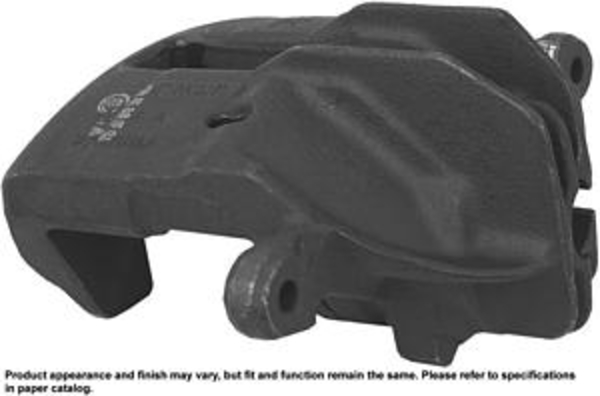 Product appearance and finish may vary, but fit and function remain the same. Please refer to specifications
in paper catalog.